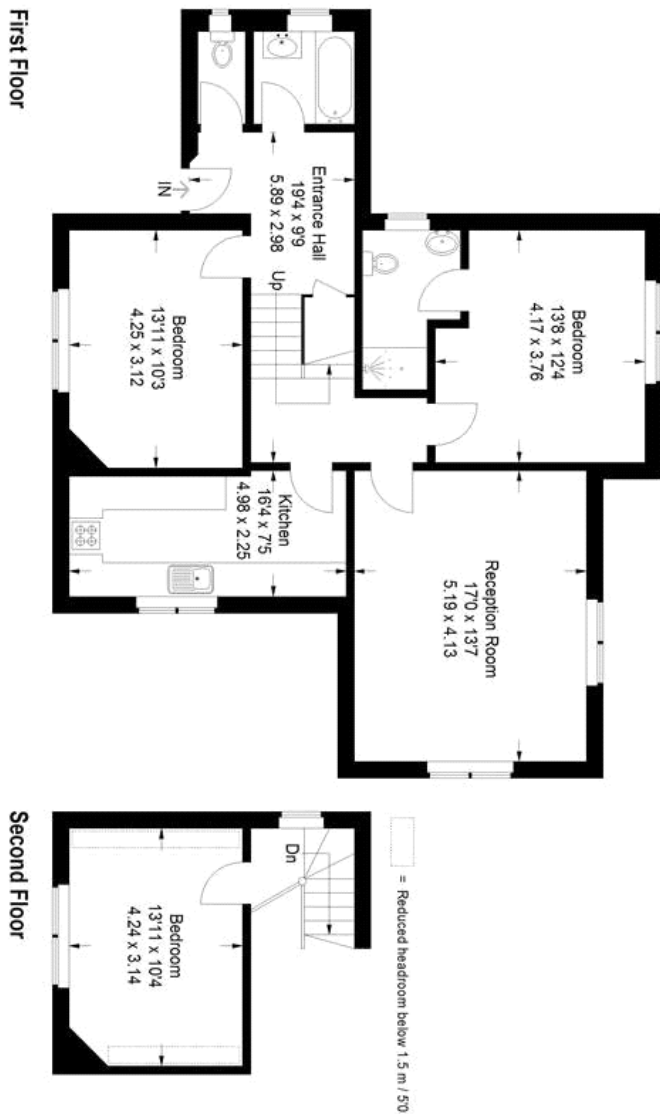 First Floor
IN
Entrance Hall
19'4 x 9'9
5.89 x 2.98
Up
Bedroom
13'11 x 10'3
4.25 x 3.12
Bedroom
13'8 x 12'4
4.17 x 3.76
Kitchen
16'4 x 7'5
4.98 x 2.25
Reception Room
17'0 x 13'7
5.19 x 4.13
Second Floor
Dn
Bedroom
13'11 x 10'4
4.24 x 3.14
= Reduced headroom below 1.5 m / 5'0